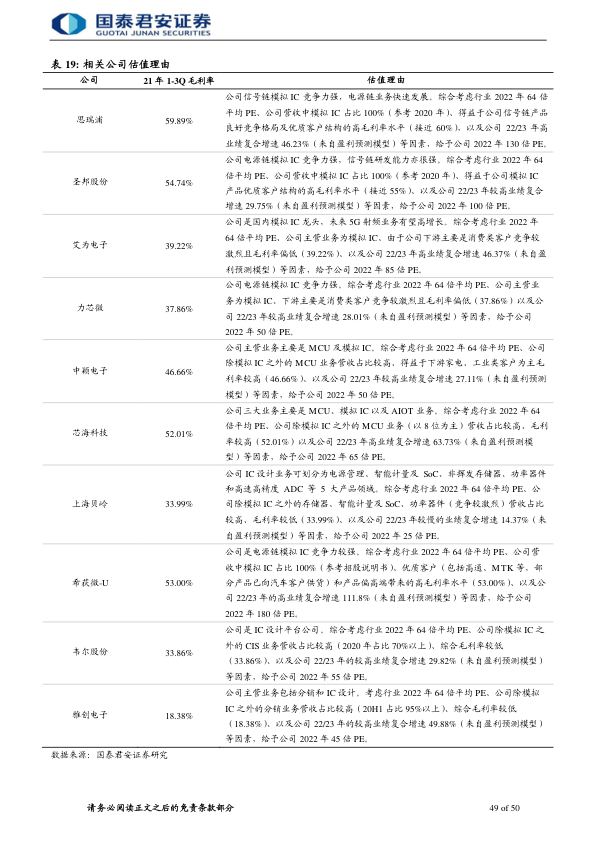 国泰君安证券
GUOTAI JUNAN SECURITIES
表 19: 相关公司估值理由
公司 21 年 1-3Q 毛利率 估值理由
公司信号链模拟 IC 竞争力强，电源链业务快速发展。综合考虑行业 2022 年 64 倍
平均 PE、公司营收中模拟 IC 占比 100%（参考 2020 年）、得益于公司信号链产品
良好竞争格局及优质客户结构的高毛利率水平（接近 60%）、以及公司 22/23 年高
业绩复合增速 46.23%（来自盈利预测模型）等因素，给予公司 2022 年 130 倍 PE。
思瑞浦 59.89%
公司电源链模拟 IC 竞争力强，信号链研发能力亦很强。综合考虑行业 2022 年 64
倍平均 PE、公司营收中模拟 IC 占比 100%（参考 2020 年）、得益于公司模拟 IC
产品优质客户结构的高毛利率水平（接近 55%）、以及公司 22/23 年较高业绩复合
增速 29.75%（来自盈利预测模型）等因素，给予公司 2022 年 100 倍 PE。
圣邦股份 54.74%
公司是国内模拟 IC 龙头，未来 5G 射频业务有望高增长。综合考虑行业 2022 年
64 倍平均 PE、公司主营业务为模拟 IC、由于公司下游主要是消费类客户竞争较
激烈且毛利率偏低（39.22%）、以及公司 22/23 年高业绩复合增速 46.37%（来自盈
利预测模型）等因素，给予公司 2022 年 85 倍 PE。
艾为电子 39.22%
公司电源链模拟 IC 竞争力强。综合考虑行业 2022 年 64 倍平均 PE、公司主营业
务为模拟 IC、下游主要是消费类客户竞争较激烈且毛利率偏低（37.86%）以及公
司 22/23 年较高业绩复合增速 28.01%（来自盈利预测模型）等因素，给予公司
2022 年 50 倍 PE。
力芯微 37.86%
公司主营业务主要是 MCU 及模拟 IC。综合考虑行业 2022 年 64 倍平均 PE、公司
除模拟 IC 之外的 MCU 业务营收占比较高，得益于下游家电，工业类客户为主毛
利率较高（46.66%）、以及公司 22/23 年较高业绩复合增速 27.11%（来自盈利预测
模型）等因素，给予公司 2022 年 50 倍 PE。
中颖电子 46.66%
公司三大业务主要是 MCU、模拟 IC 以及 AIOT 业务。综合考虑行业 2022 年 64
倍平均 PE、公司除模拟 IC 之外的 MCU 业务（以 8 位为主）营收占比较高、毛利
率较高（52.01%）以及公司 22/23 年高业绩复合增速 63.73%（来自盈利预测模
型）等因素，给予公司 2022 年 65 倍 PE。
芯海科技 52.01%
公司 IC 设计业务可划分为电源管理、智能计量及 SoC、非挥发存储器、功率器件
和高速高精度 ADC 等 5 大产品领域。综合考虑行业 2022 年 64 倍平均 PE、公
司除模拟 IC 之外的存储器、智能计量及 SoC、功率器件（竞争较激烈）营收占比
较高、毛利率较低（33.99%）、以及公司 22/23 年较慢的业绩复合增速 14.37%（来
自盈利预测模型）等因素，给予公司 2022 年 25 倍 PE。
上海贝岭 33.99%
公司是电源链模拟 IC 竞争力较强。综合考虑行业 2022 年 64 倍平均 PE、公司营
收中模拟 IC 占比 100%（参考招股说明书）、优质客户（包括高通、MTK 等，部
分产品已向汽车客户供货）和产品偏高端带来的高毛利率水平（53.00%）、以及公
司 22/23 年的高业绩复合增速 111.8%（来自盈利预测模型）等因素，给予公司
2022 年 180 倍 PE。
希荻微-U 53.00%
公司是 IC 设计平台公司。综合考虑行业 2022 年 64 倍平均 PE、公司除模拟 IC 之
外的 CIS 业务营收占比较高（2020 年占比 70%以上）、综合毛利率较低
（33.86%）、以及公司 22/23 年的较高业绩复合增速 29.82%（来自盈利预测模型）
等因素，给予公司 2022 年 55 倍 PE。
韦尔股份 33.86%
公司主营业务包括分销和 IC 设计。考虑行业 2022 年 64 倍平均 PE、公司除模拟
IC 之外的分销业务营收占比较高（20H1 占比 95%以上）、综合毛利率较低
（18.38%）、以及公司 22/23 年的较高业绩复合增速 49.88%（来自盈利预测模型）
等因素，给予公司 2022 年 45 倍 PE。
雅创电子 18.38%
数据来源：国泰君安证券研究
请务必阅读正文之后的免责条款部分 49 of 50